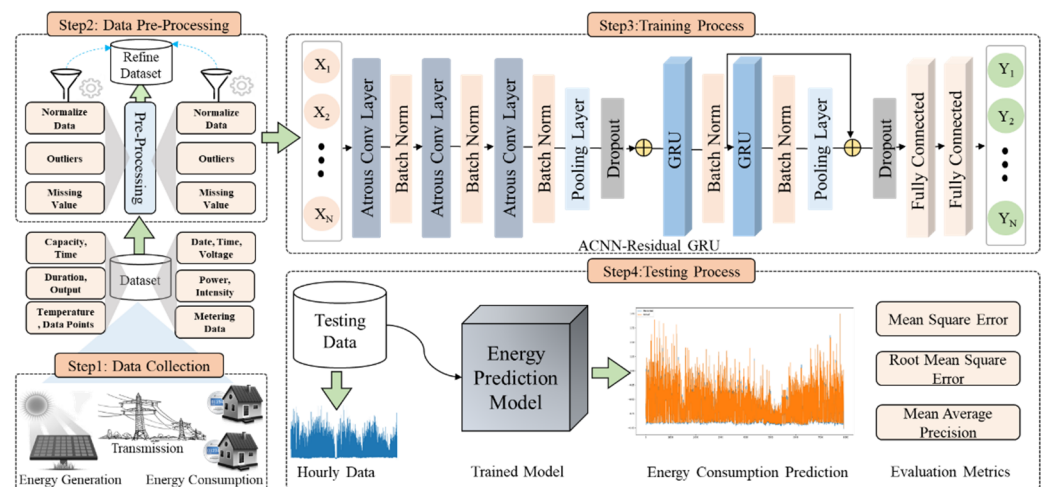 Step2: Data Pre-Processing
Refine
Dataset
Normalize
Data
Outliers
Missing
Value
Pre-Processing
Normalize
Data
Outliers
Missing
Value
Capacity,
Time
Duration,
Output
Temperature
, Data Points
Dataset
Date, Time,
Voltage
Power,
Intensity
Metering
Data
Step1: Data Collection
Transmission
Energy Generation
Energy Consumption
Step3:Training Process
X1
X2
XN
Atrous Conv Layer
Batch Norm
Atrous Conv Layer
Batch Norm
Atrous Conv Layer
Batch Norm
Pooling Layer
Dropout
GRU
Batch Norm
GRU
Batch Norm
Pooling Layer
Dropout
Fully Connected
Fully Connected
Y1
Y2
YN
ACNN-Residual GRU
Step4:Testing Process
Testing
Data
Hourly Data
Energy
Prediction
Model
Trained Model
Energy Consumption Prediction
Mean Square Error
Root Mean Square
Error
Mean Average
Precision
Evaluation Metrics